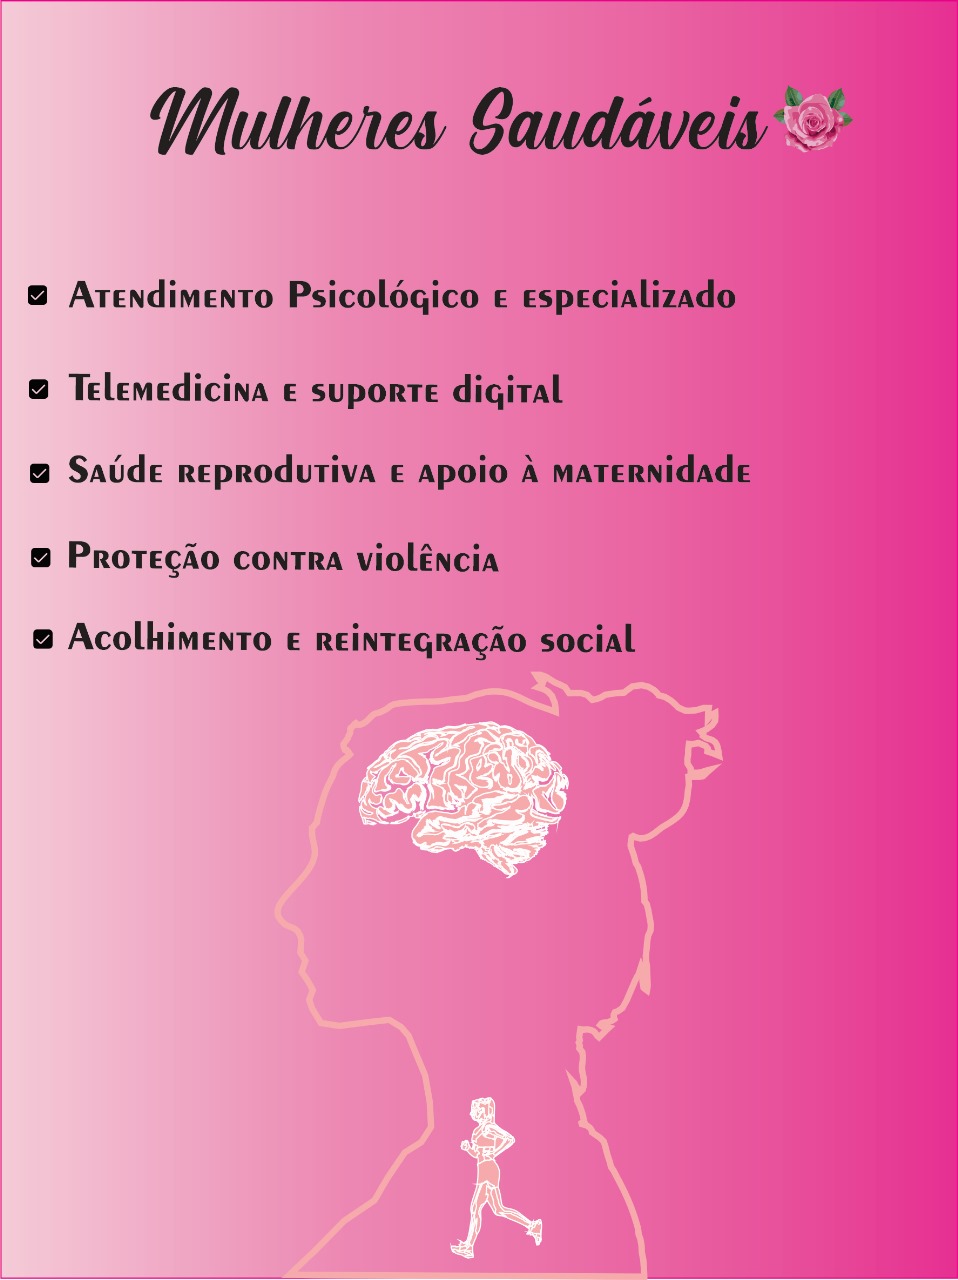 Mulheres Saudáveis
Atendimento Psicológico e especializado
Telemedicina e suporte digital
Saúde reprodutiva e apoio à maternidade
Proteção contra violência
Acolhimento e reintegração social